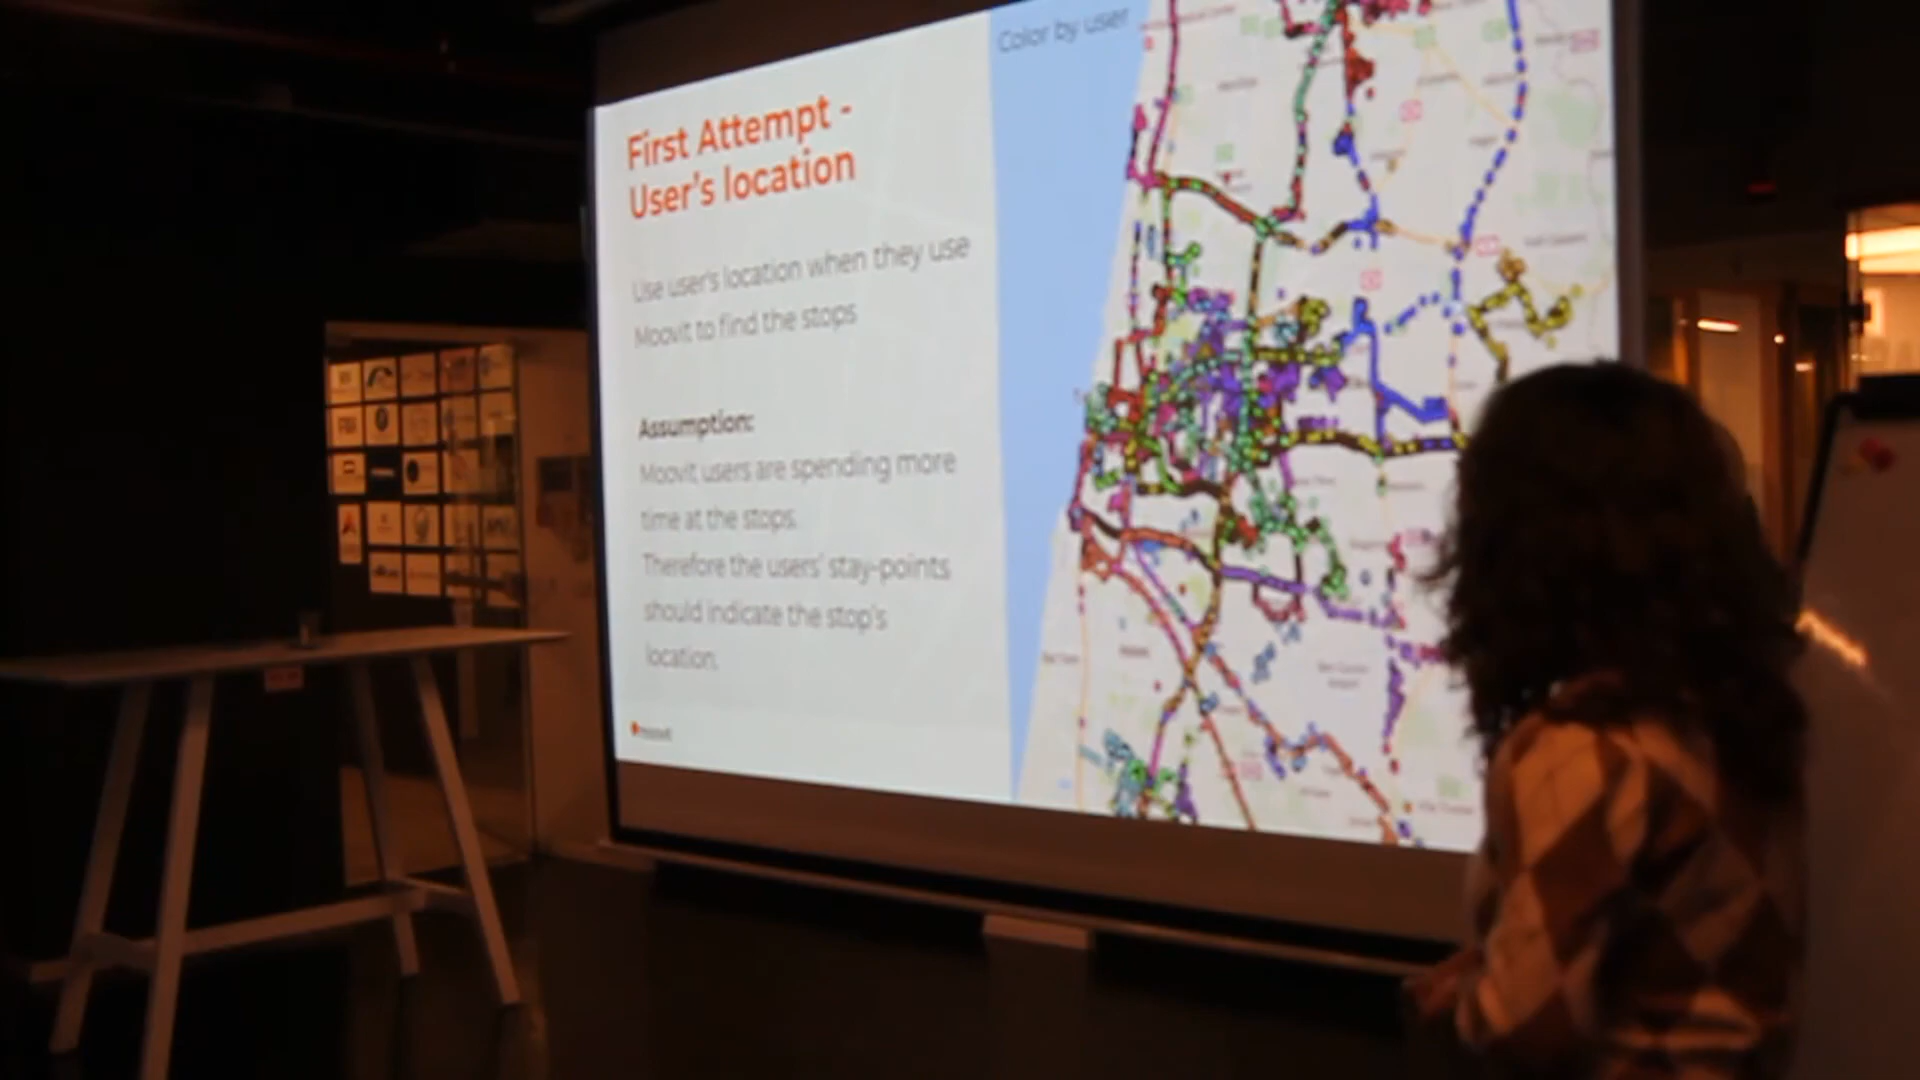 Color by user
First Attempt -
User's location
Use user's location when they use
Moovit to find the stops
Assumption:
Moovit users are spending more
time at the stops.
Therefore the users' stay-points
should indicate the stop's
location.
moovit